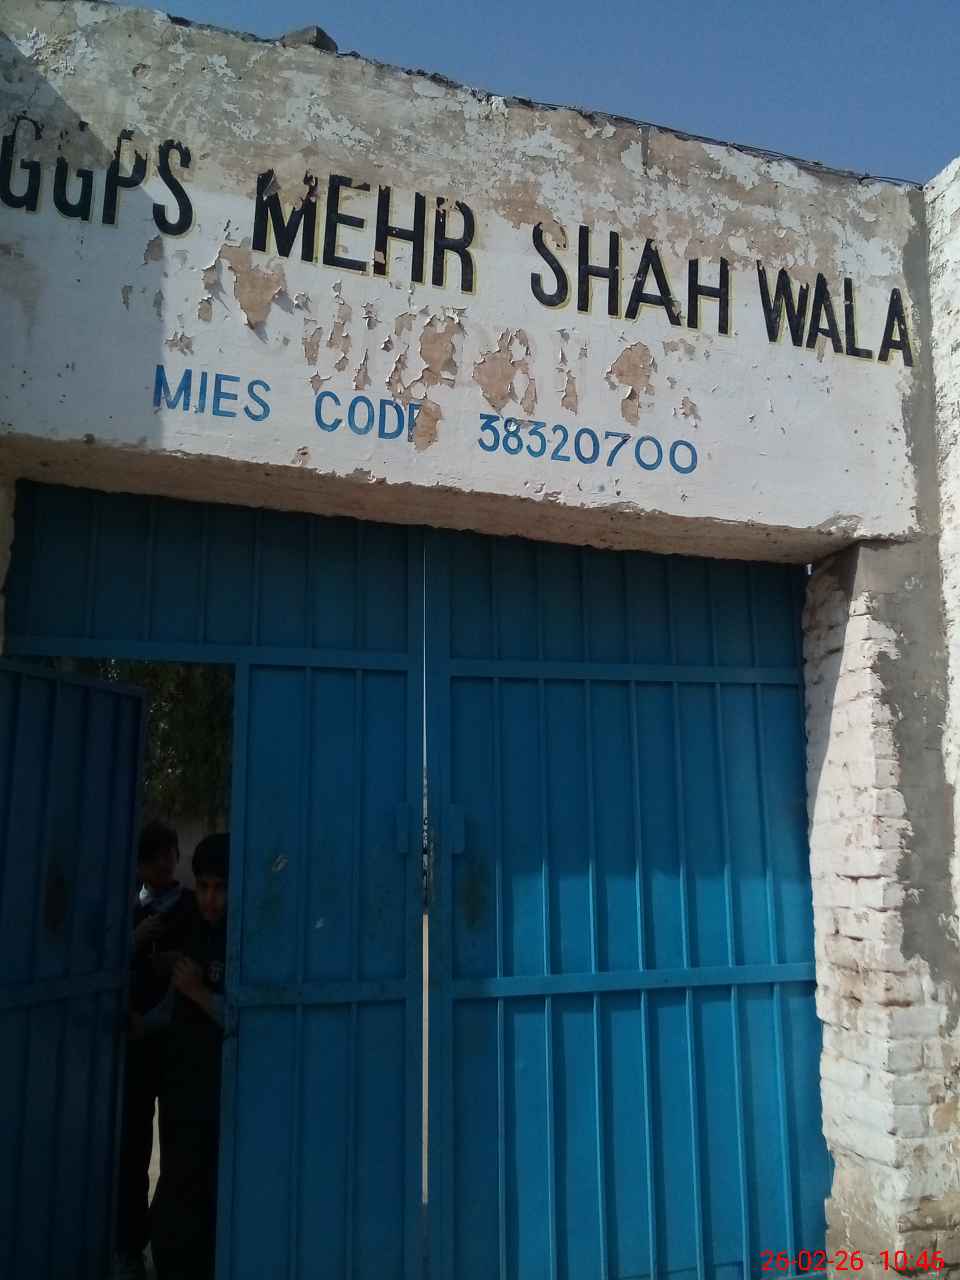 GGPS MEHR SHAH WALA
MIES CODE 38320700
26-02-26 10:46